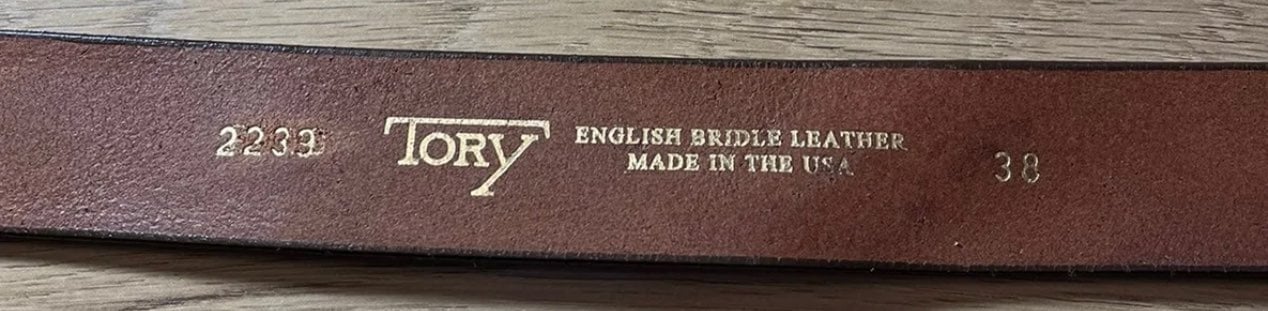 2233
TORY
ENGLISH BRIDLE LEATHER
MADE IN THE USA
38